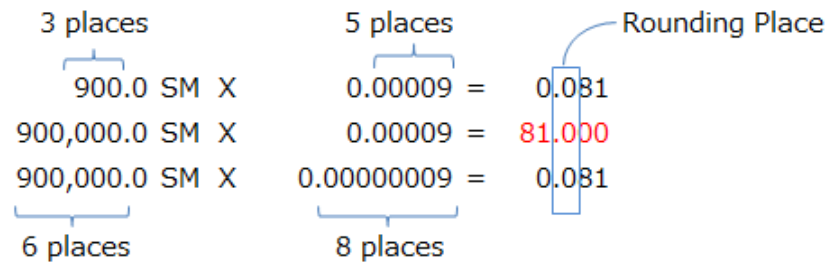 3 places 5 places Rounding Place
900.0 SM X 0.00009 = 0.081
900,000.0 SM X 0.00009 = 81.000
900,000.0 SM X 0.00000009 = 0.081
6 places 8 places